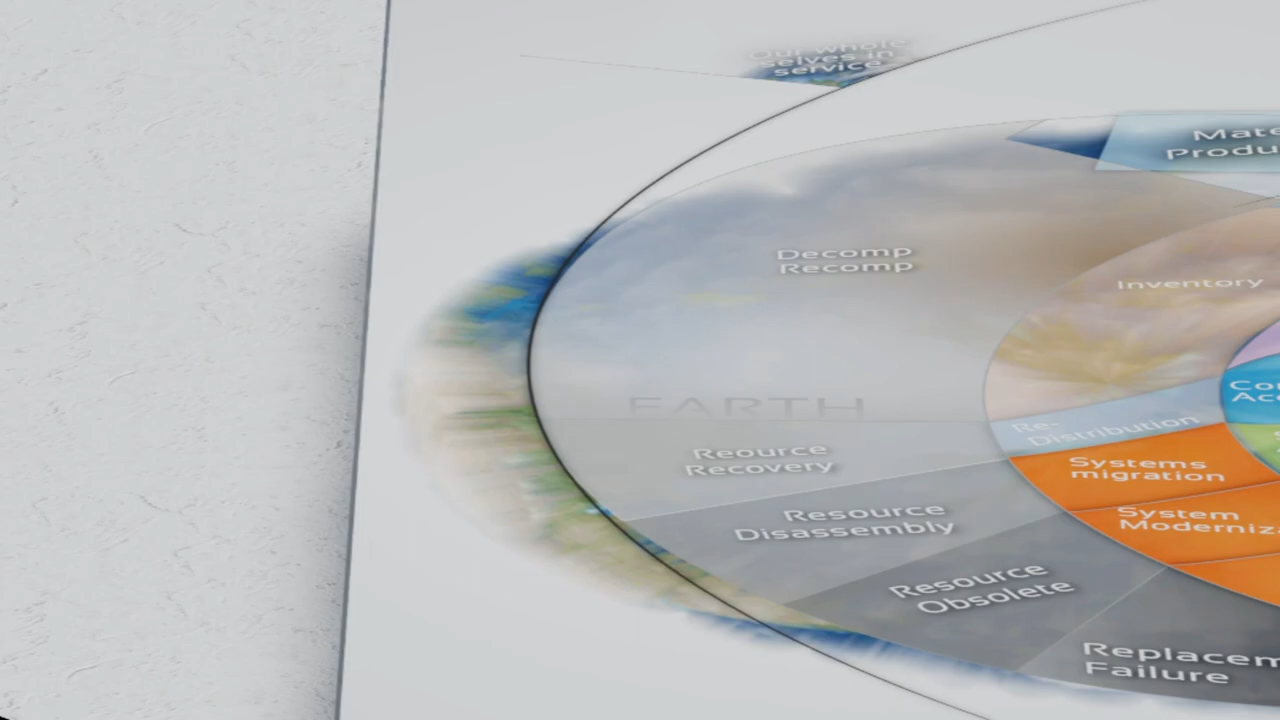 Our whole
selves in
service
Decomp
Recomp
Inventory
EARTH
Re-
Distribution
Reource
Recovery
Systems
migration
Resource
Disassembly
System
Resource
Obsolete
Failure